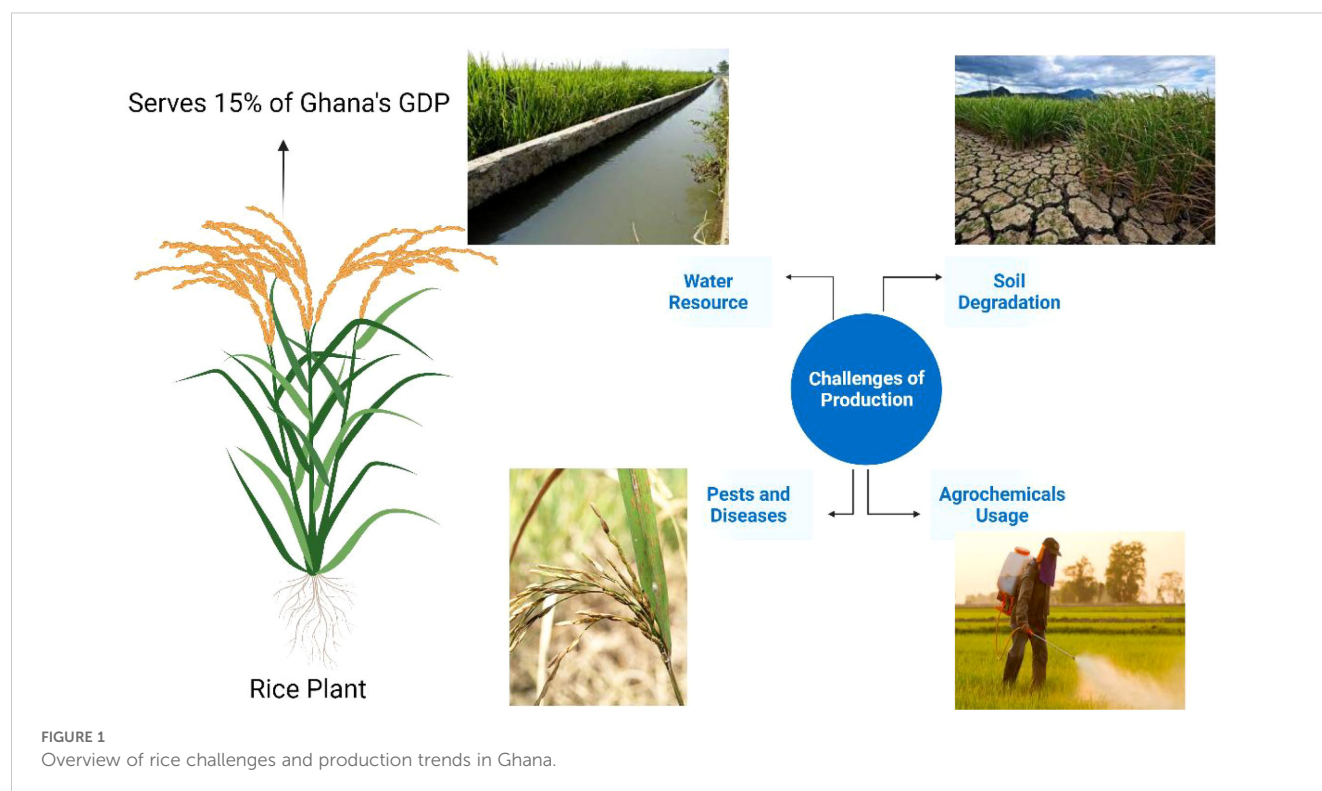 Serves 15% of Ghana's GDP
Water
Resource
Soil
Degradation
Challenges of
Production
Pests and
Diseases
Agrochemicals
Usage
Rice Plant
FIGURE 1
Overview of rice challenges and production trends in Ghana.